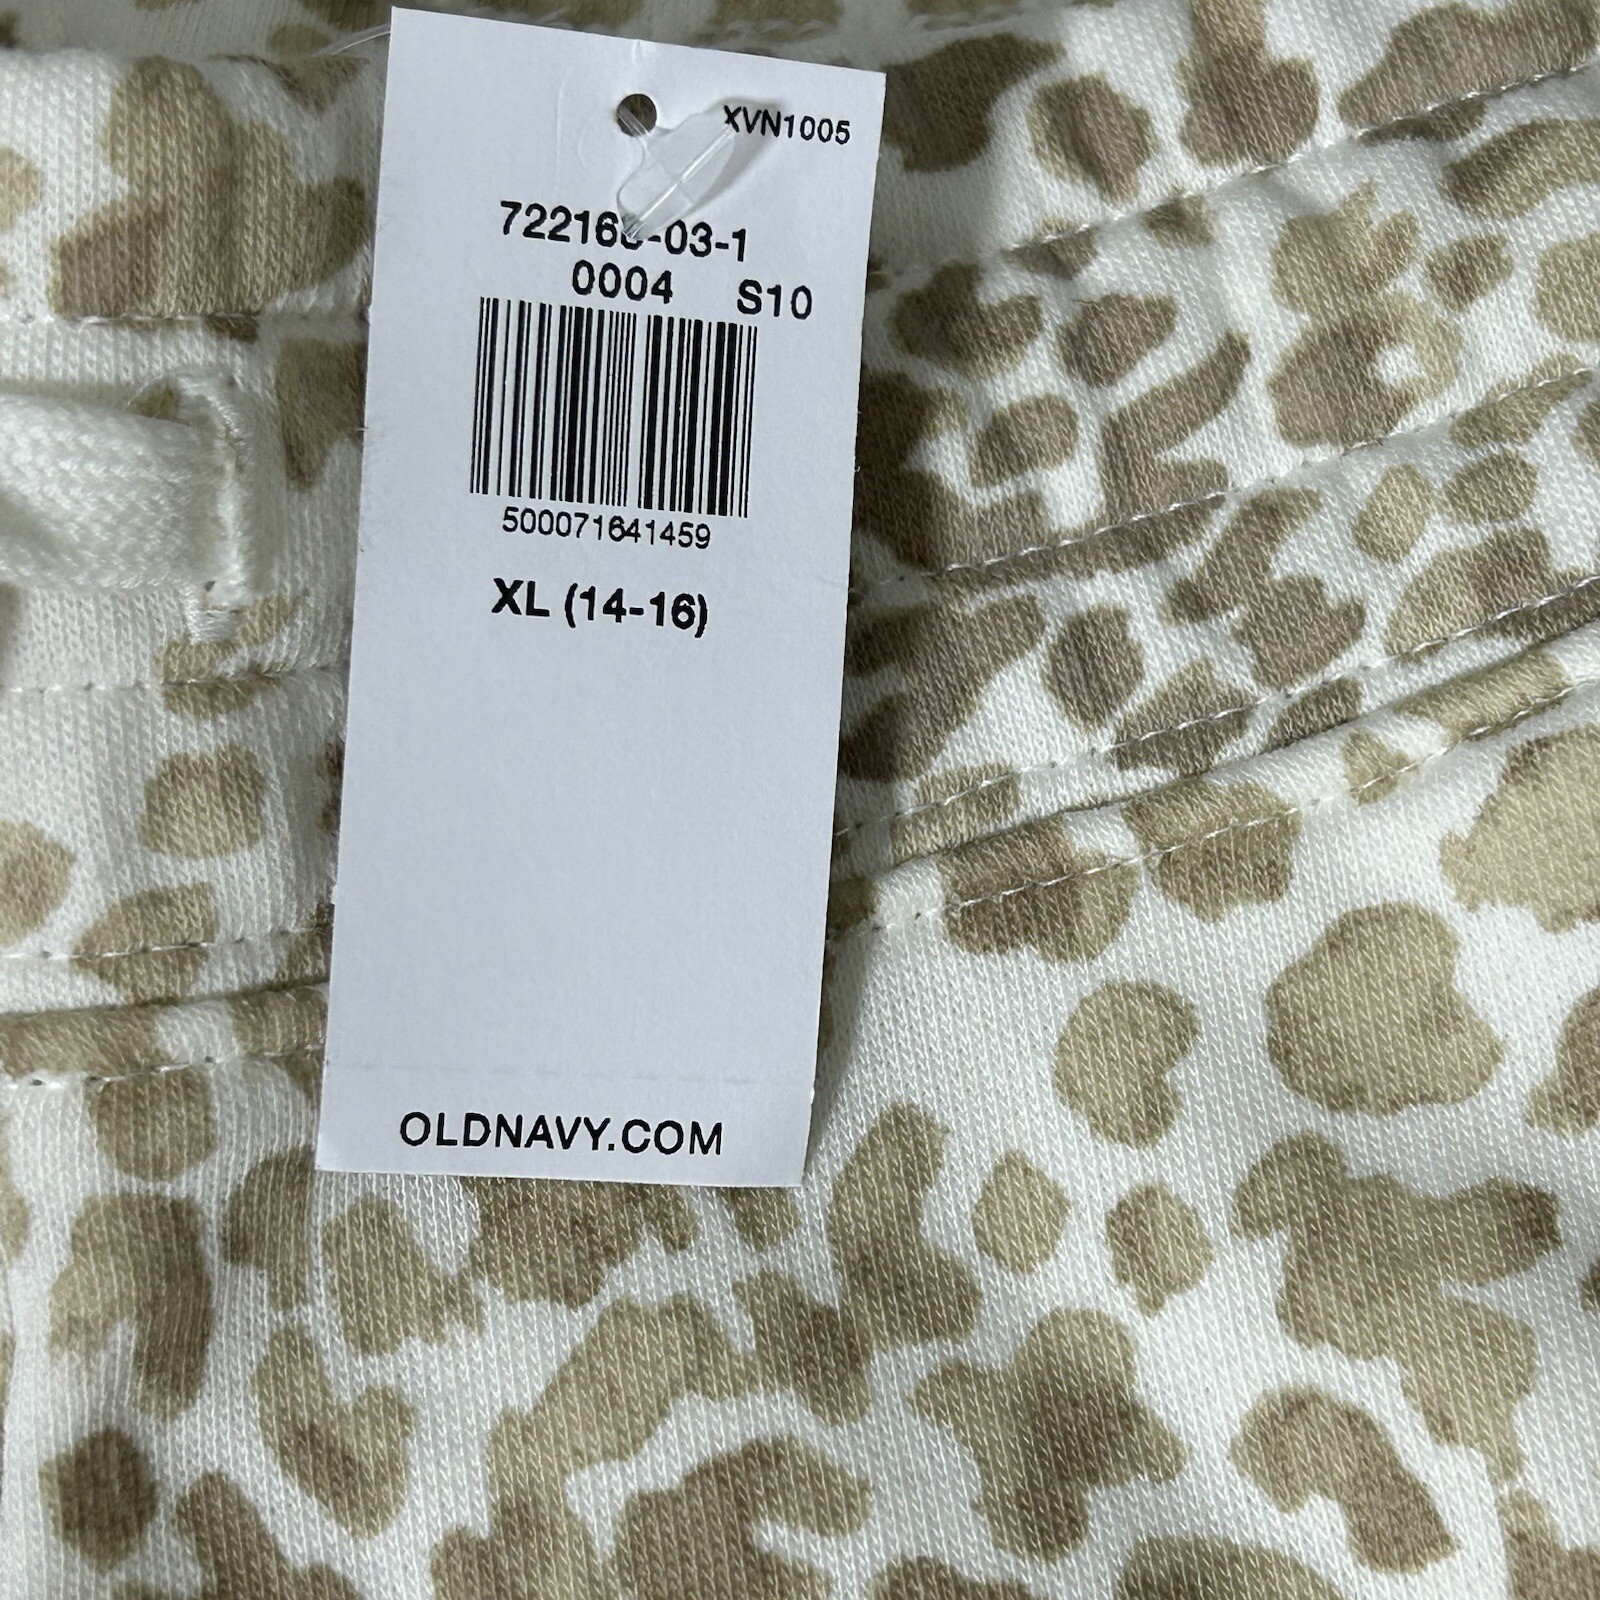 XVN1005
0004 S10
500071641459
XL (14-16)
OLDNAVY.COM